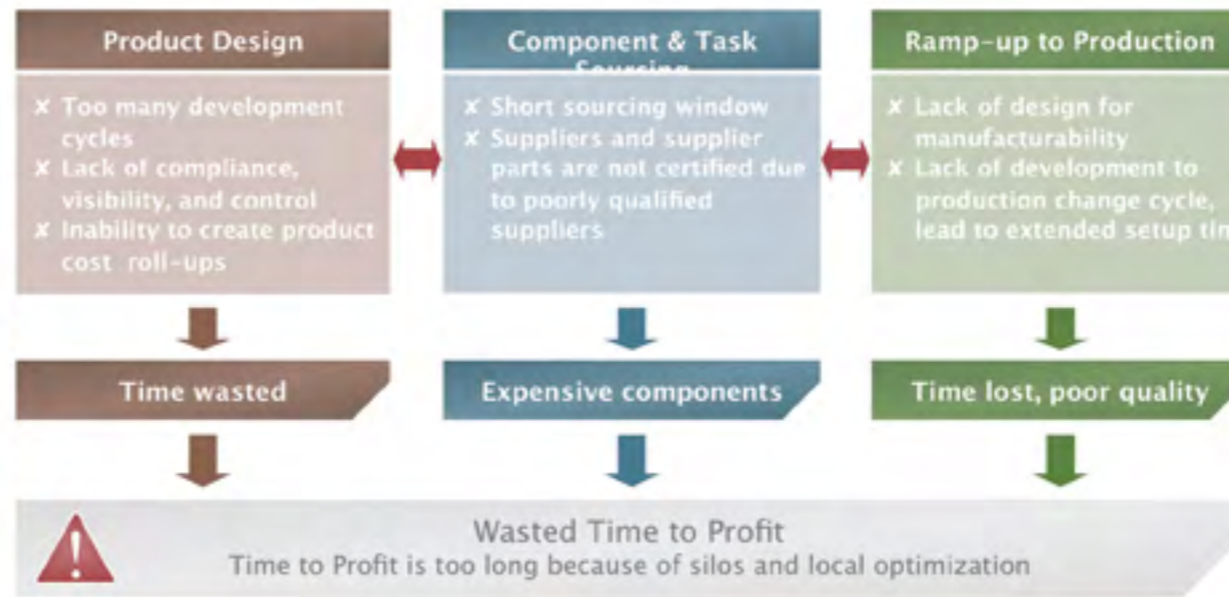 Product Design
✘ Too many development
cycles
✘ Lack of compliance,
visibility, and control
✘ Inability to create product
cost roll-ups
Component & Task
Sourcing
✘ Short sourcing window
✘ Suppliers and supplier
parts are not certified due
to poorly qualified
suppliers
Ramp-up to Production
✘ Lack of design for
manufacturability
✘ Lack of development to
production change cycle,
lead to extended setup
Time wasted
Expensive components
Time lost, poor quality
Wasted Time to Profit
Time to Profit is too long because of silos and local optimization